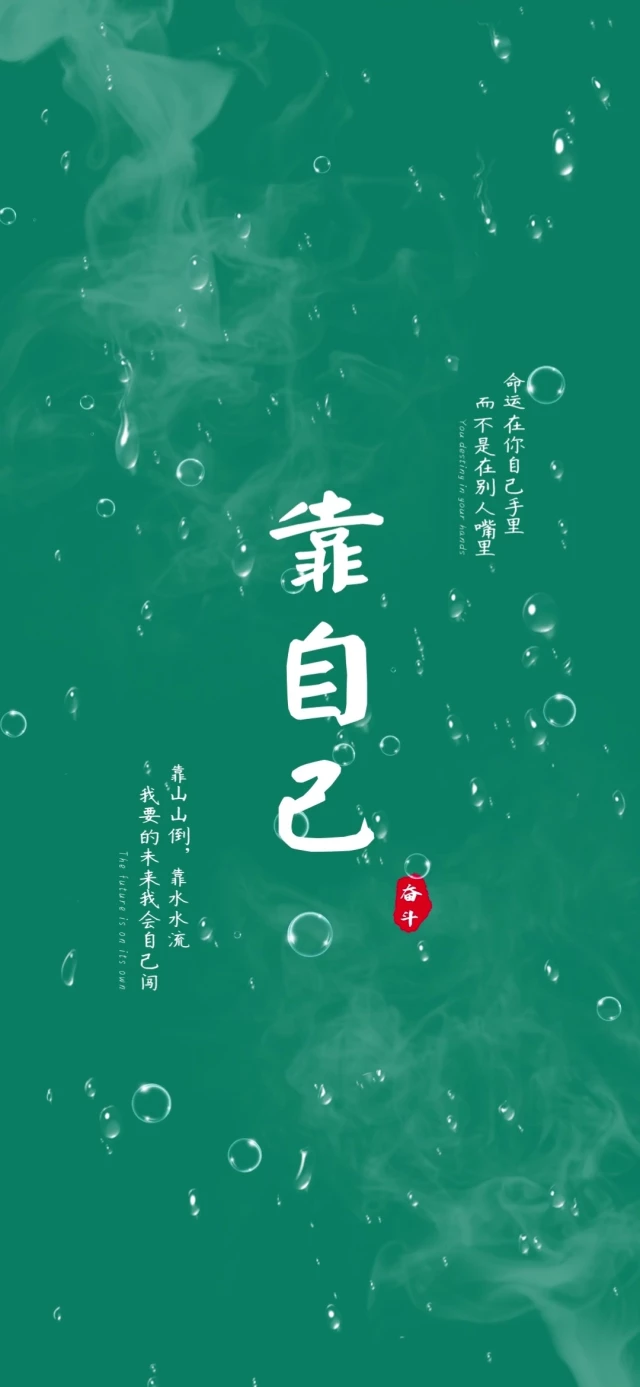 命运在你自己手里
而不是在别人嘴里
You destiny in your hands
靠自己
奋斗
靠山山倒，靠水水流
我要的未来我会自己闯
The future is on its own